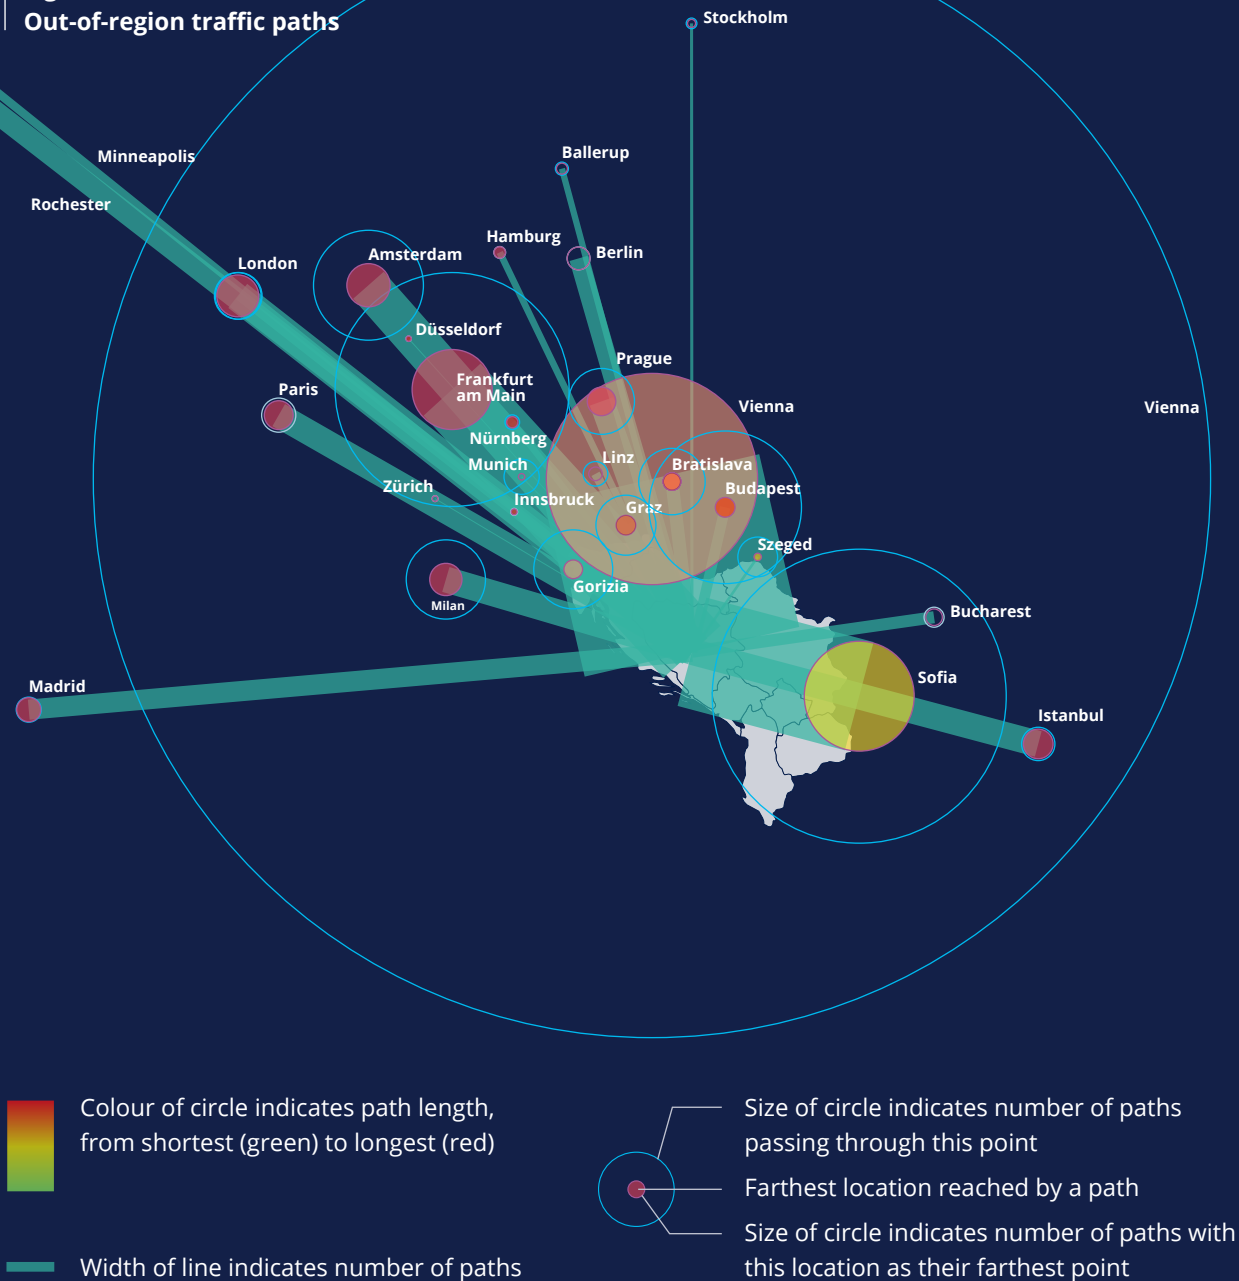 Out-of-region traffic paths
Stockholm
Minneapolis
Ballerup
Rochester
Hamburg
Berlin
Amsterdam
London
Düsseldorf
Prague
Paris
Frankfurt
am Main
Vienna
Vienna
Nürnberg
Munich
Linz
Bratislava
Zürich
Budapest
Innsbruck
Graz
Szeged
Gorizia
Milan
Bucharest
Madrid
Sofia
Istanbul
Colour of circle indicates path length,
from shortest (green) to longest (red)
Width of line indicates number of paths
Size of circle indicates number of paths
passing through this point
Farthest location reached by a path
Size of circle indicates number of paths with
this location as their farthest point